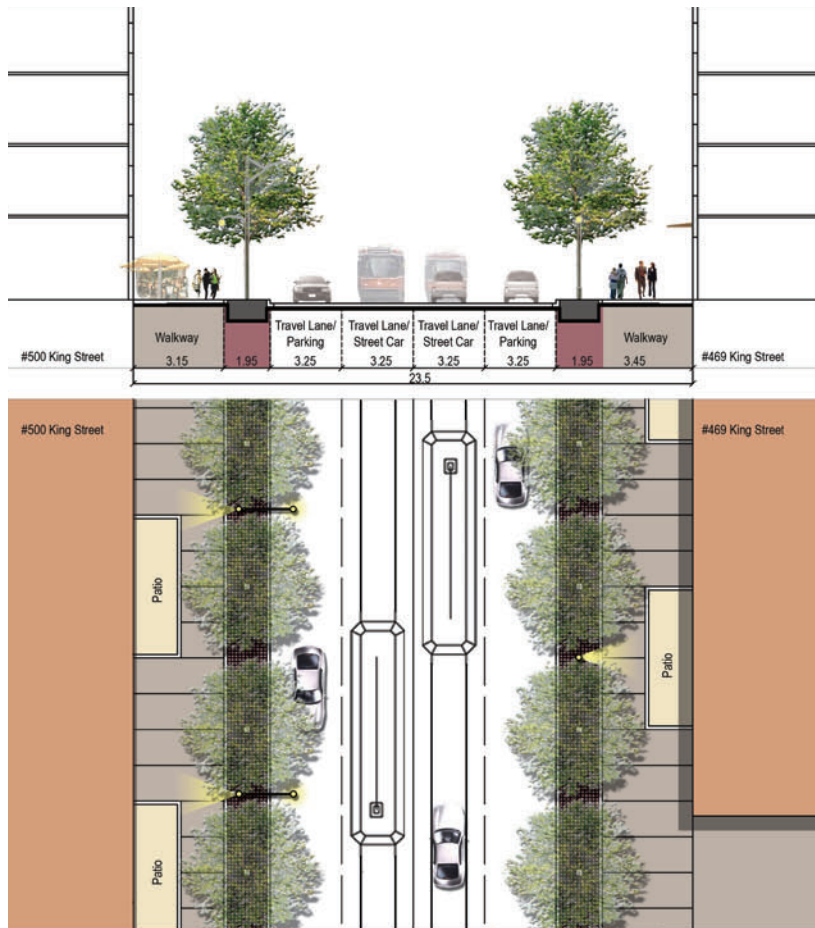 Walkway
3.15
1.95
Travel Lane/
Parking
3.25
Travel Lane/
Street Car
3.25
Travel Lane/
Street Car
3.25
Travel Lane/
Parking
3.25
1.95
Walkway
3.45
#500 King Street
#469 King Street
23.5
#500 King Street
#469 King Street
Patio
Patio
Patio